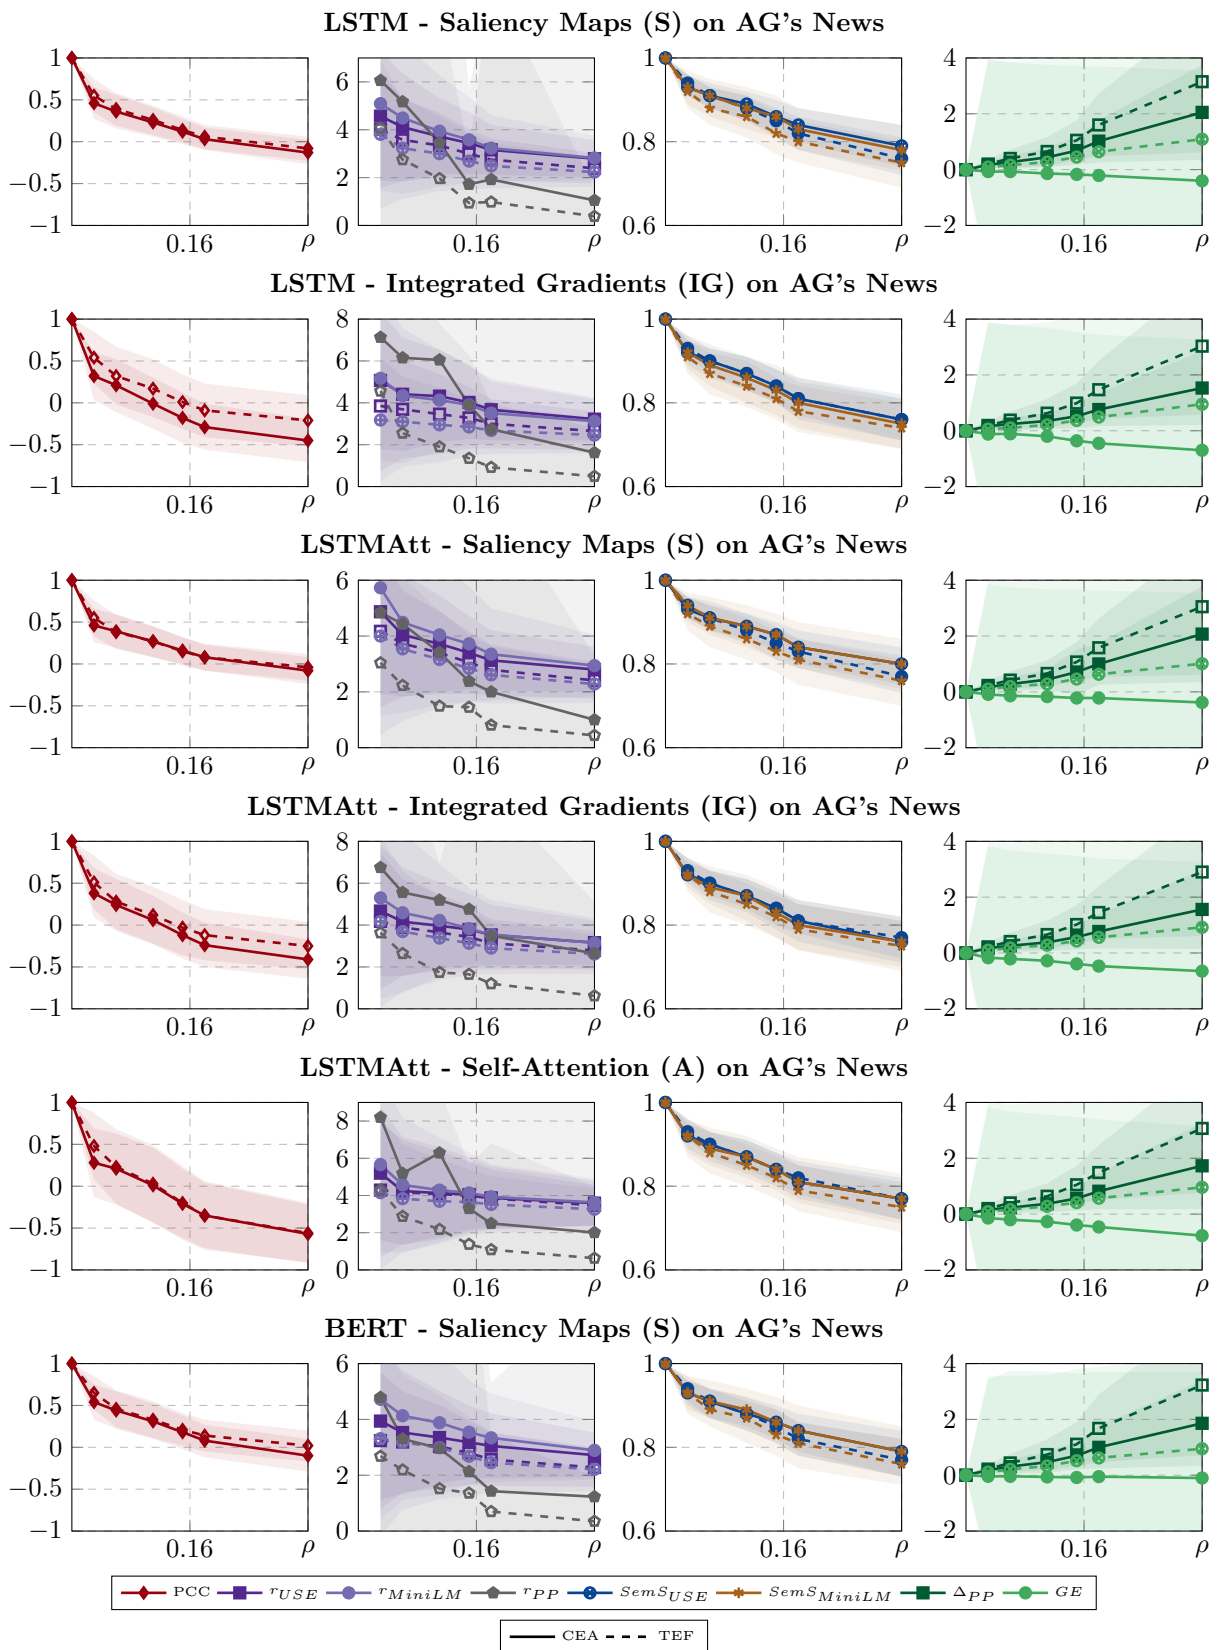 LSTM - Saliency Maps (S) on AG's News
1 0.5 0 −0.5 −1 0.16 ρ
6 4 2 0 0.16 ρ
1 0.8 0.6 0.16 ρ
4 2 0 −2 0.16 ρ
LSTM - Integrated Gradients (IG) on AG's News
1 0.5 0 −0.5 −1 0.16 ρ
8 6 4 2 0 0.16 ρ
1 0.8 0.6 0.16 ρ
4 2 0 −2 0.16 ρ
LSTMAtt - Saliency Maps (S) on AG's News
1 0.5 0 −0.5 −1 0.16 ρ
6 4 2 0 0.16 ρ
1 0.8 0.6 0.16 ρ
4 2 0 −2 0.16 ρ
LSTMAtt - Integrated Gradients (IG) on AG's News
1 0.5 0 −0.5 −1 0.16 ρ
8 6 4 2 0 0.16 ρ
1 0.8 0.6 0.16 ρ
4 2 0 −2 0.16 ρ
LSTMAtt - Self-Attention (A) on AG's News
1 0.5 0 −0.5 −1 0.16 ρ
8 6 4 2 0 0.16 ρ
1 0.8 0.6 0.16 ρ
4 2 0 −2 0.16 ρ
BERT - Saliency Maps (S) on AG's News
1 0.5 0 −0.5 −1 0.16 ρ
6 4 2 0 0.16 ρ
1 0.8 0.6 0.16 ρ
4 2 0 −2 0.16 ρ
PCC r_USE r_MiniLM r_PP SemS_USE SemS_MiniLM Δ_PP GE
CEA TEF